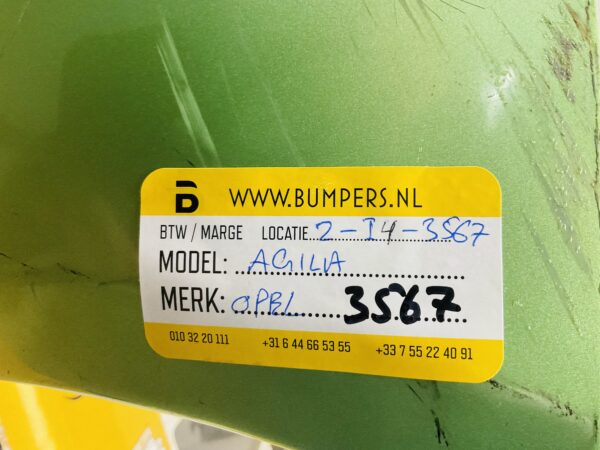 B WWW.BUMPERS.NL
BTW / MARGE LOCATIE 2-I4-3567
MODEL: AGILIA
MERK: OPEL 3567
010 32 20 111 +31 6 44 66 53 55 +33 7 55 22 40 91